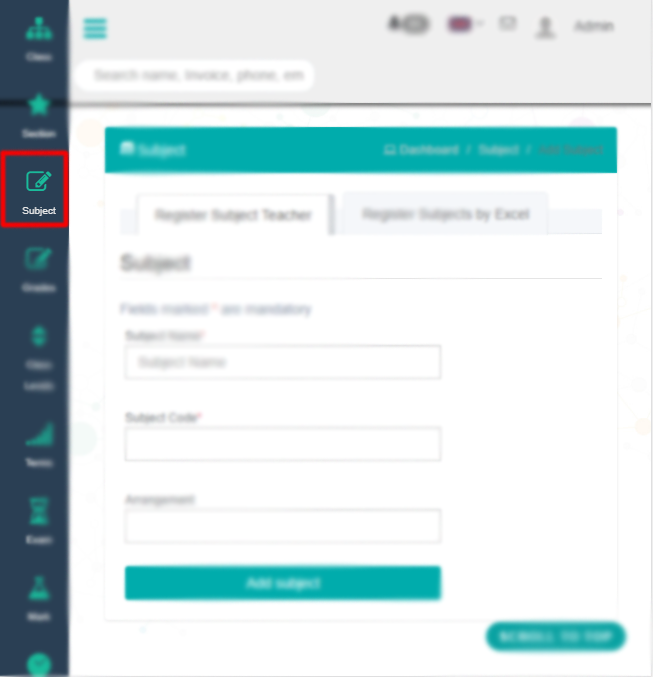 Class
Admin
Search name, Invoice, phone, em
Section
Subject
Dashboard / Subject / Add Subject
Subject
Register Subject Teacher
Register Subjects by Excel
Subject
Grades
Fields marked * are mandatory
Subject Name*
Subject Name
Class
Levels
Subject Code*
Terms
Arrangement
Exam
Add subject
Mark
SCROLL TO TOP